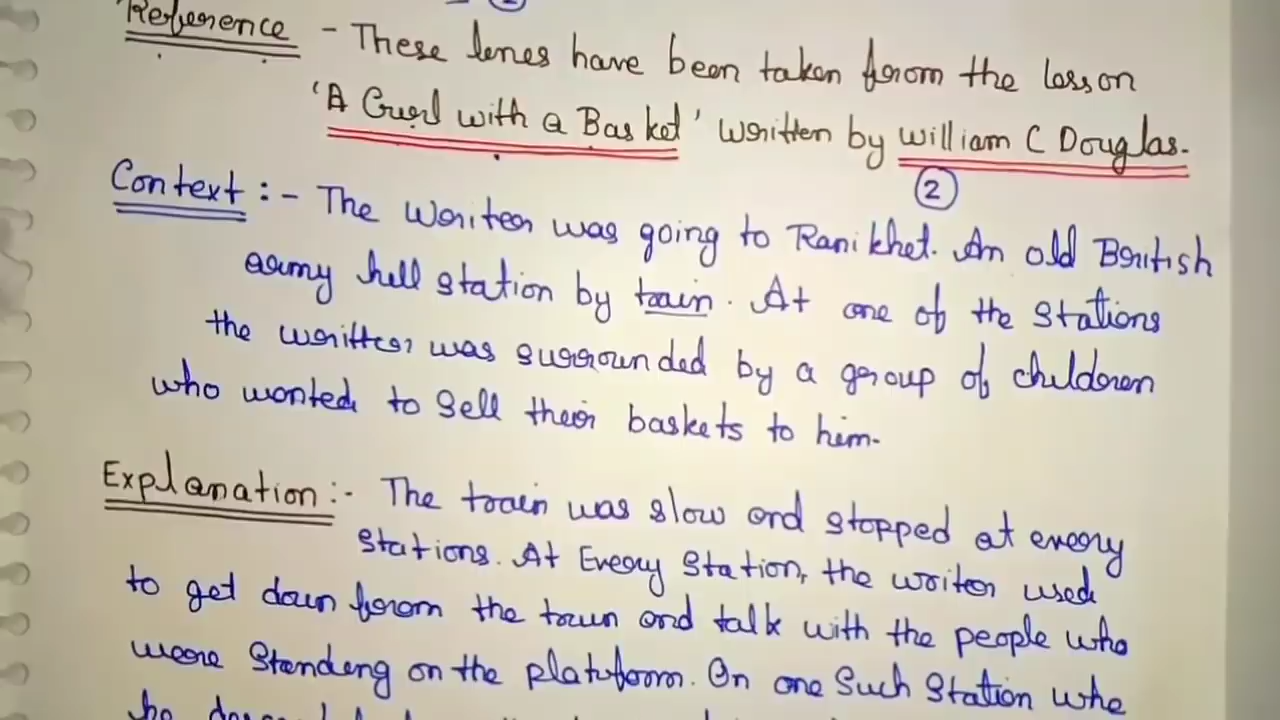 Reference - These lines have been taken from the lesson
'A Girl with a Basket' written by William C Douglas.
2
Context :- The writer was going to Ranikhet. An old British
army hill station by train. At one of the stations
the writter was surrounded by a group of children
who wanted to sell their baskets to him.
Explanation :- The train was slow and stopped at every
stations. At Every station, the writer used
to get down from the train and talk with the people who
were standing on the platform. On one such station whe
he